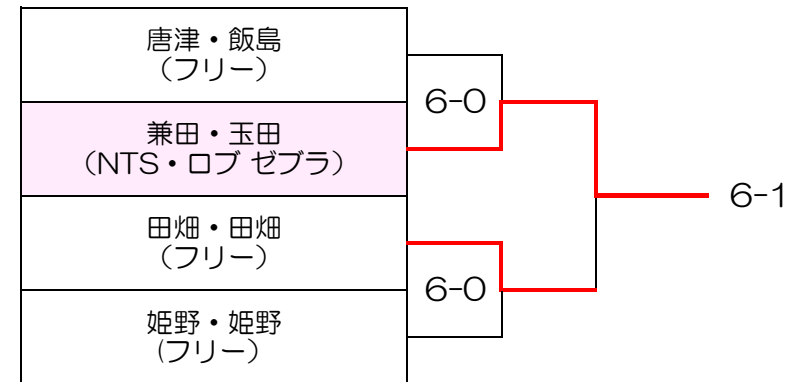 唐津・飯島
（フリー）
6-0
兼田・玉田
（NTS・ロブ ゼブラ）
6-1
田畑・田畑
（フリー）
6-0
姫野・姫野
（フリー）